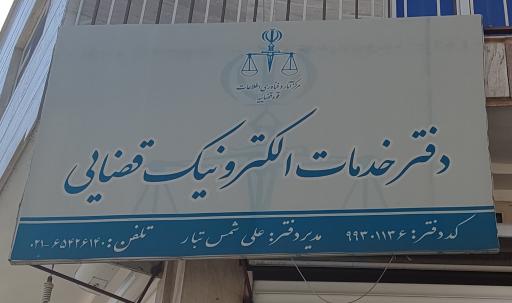 مرکز آمار و فناوری اطلاعات
قوه قضاییه
دفتر خدمات الکترونیک قضایی
کد دفتر: ۹۹۳۰۱۱۳۶ مدیر دفتر: علی شمس تبار تلفن: ۶۵۴۲۶۱۴۰-۰۲۱